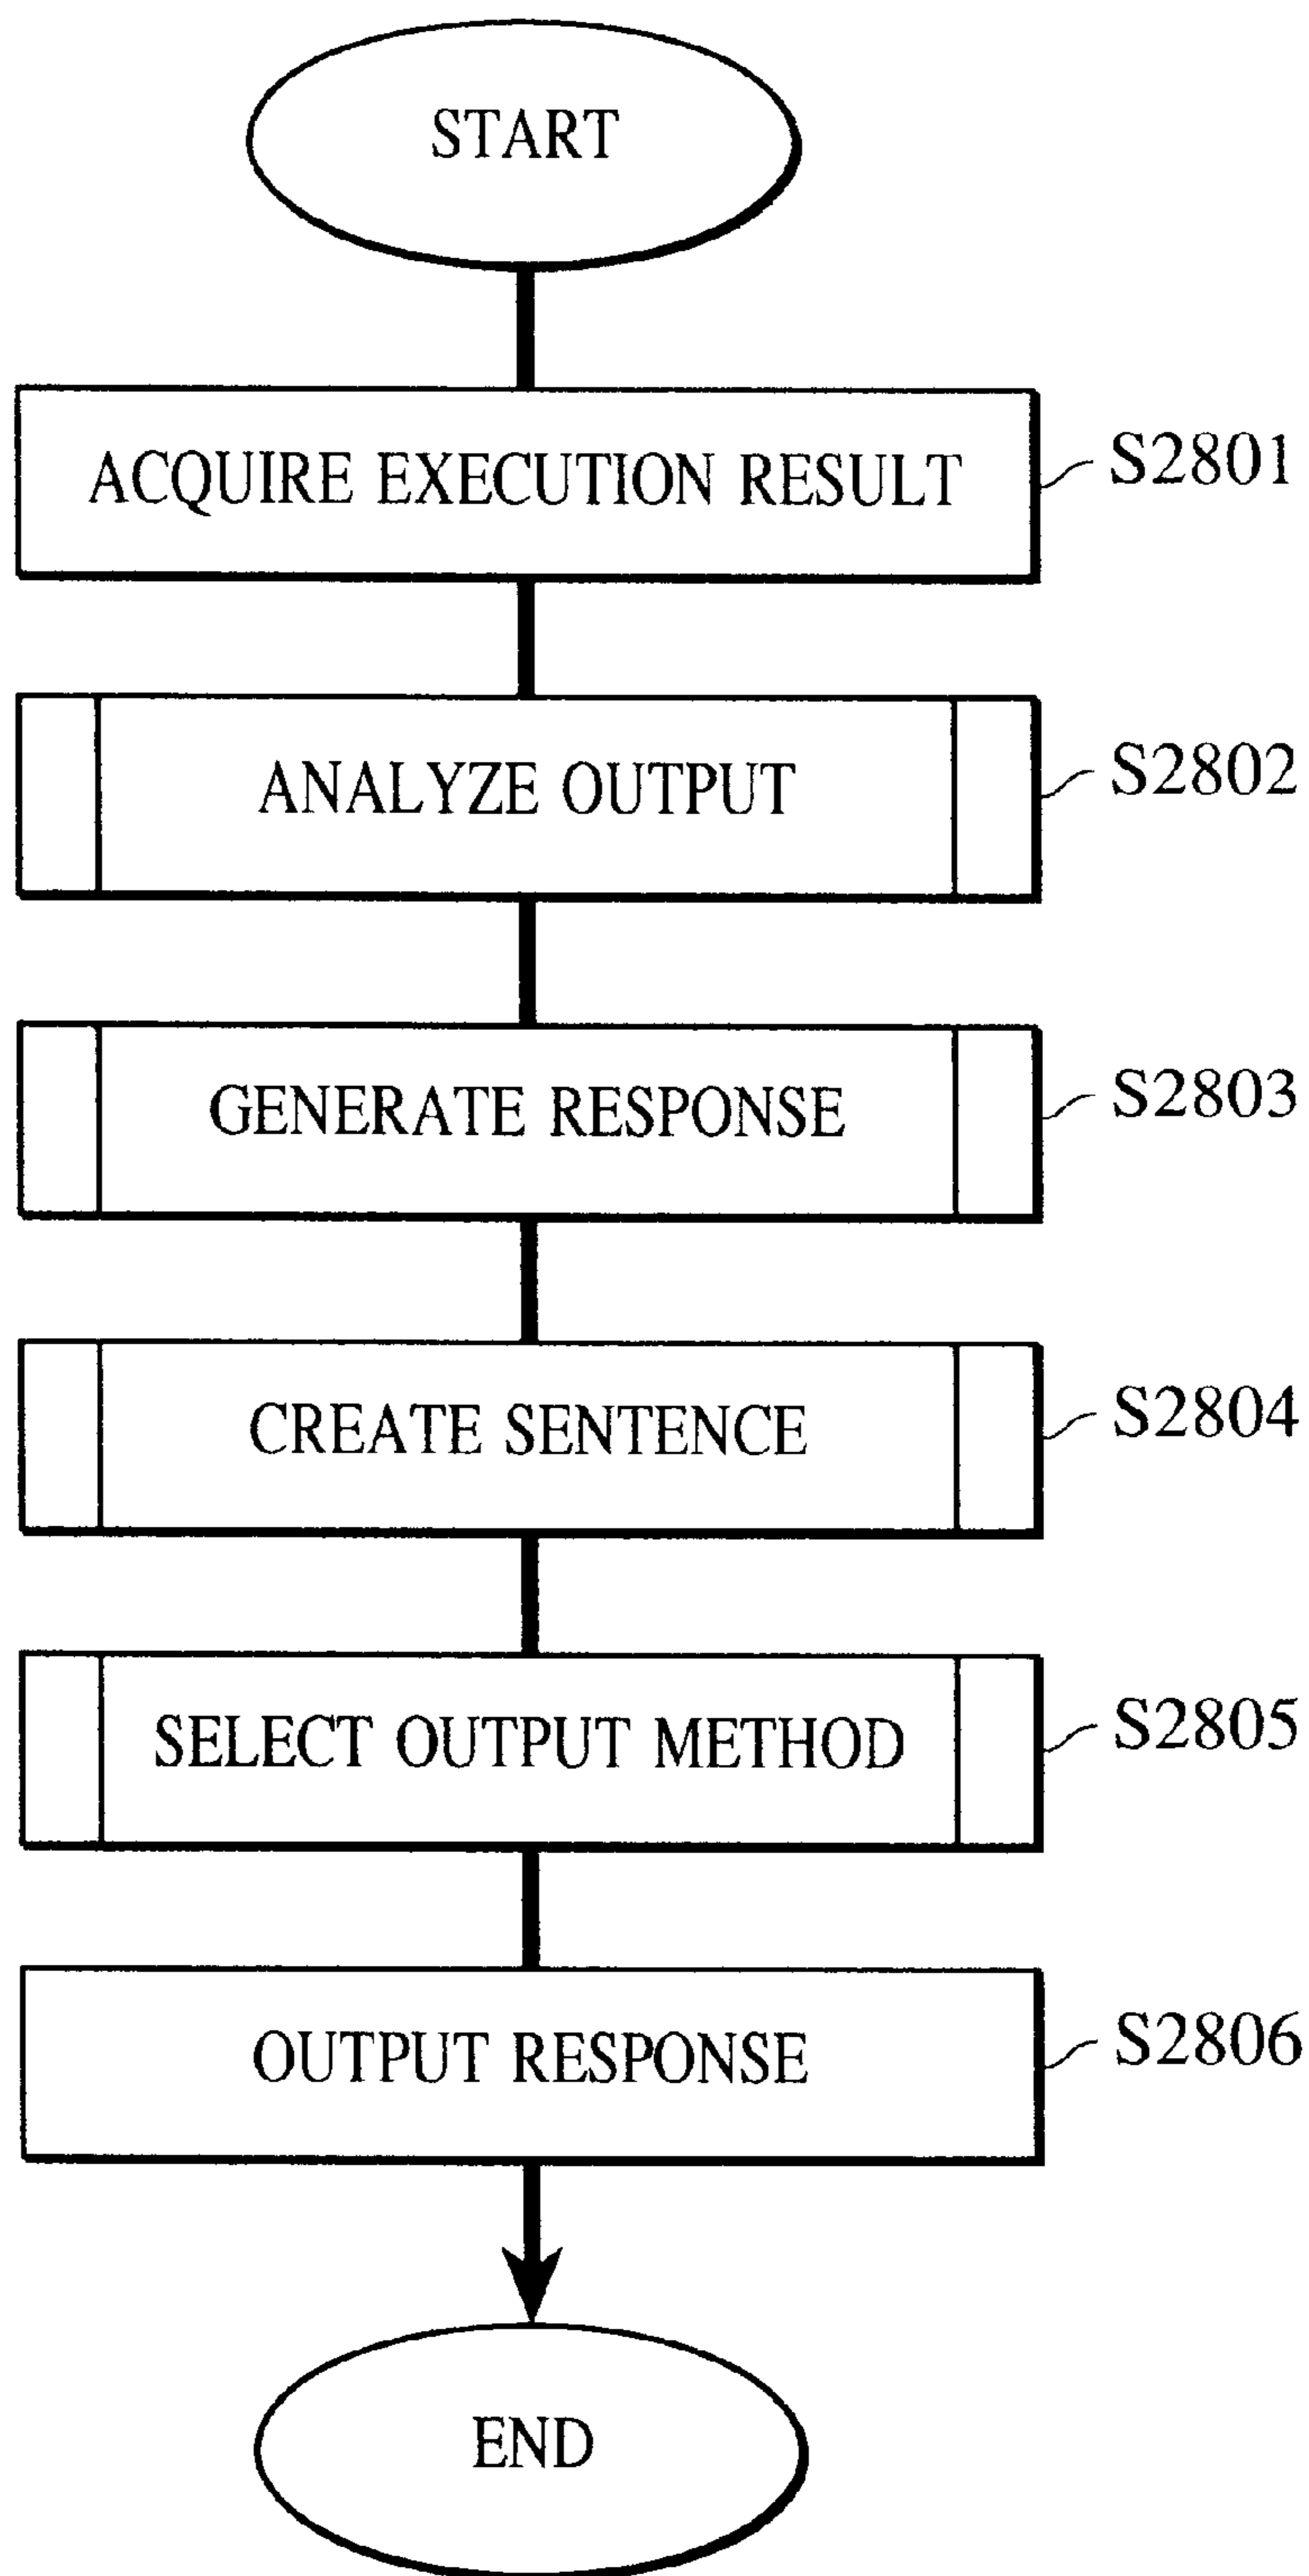 START
ACQUIRE EXECUTION RESULT
S2801
ANALYZE OUTPUT
S2802
GENERATE RESPONSE
S2803
CREATE SENTENCE
S2804
SELECT OUTPUT METHOD
S2805
OUTPUT RESPONSE
S2806
END